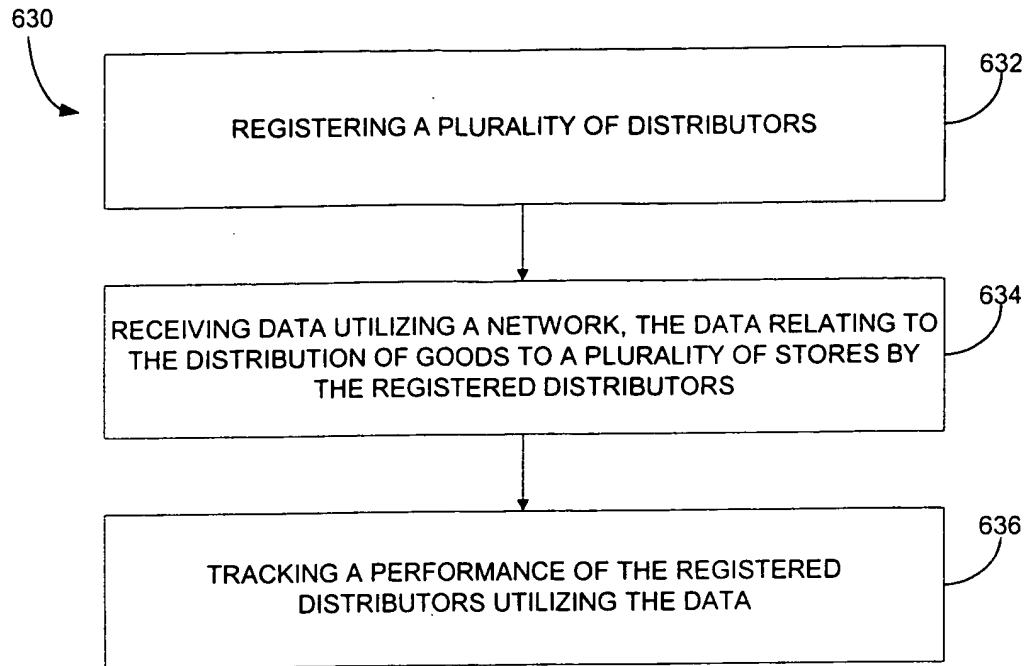 630
632
REGISTERING A PLURALITY OF DISTRIBUTORS
634
RECEIVING DATA UTILIZING A NETWORK, THE DATA RELATING TO
THE DISTRIBUTION OF GOODS TO A PLURALITY OF STORES BY
THE REGISTERED DISTRIBUTORS
636
TRACKING A PERFORMANCE OF THE REGISTERED
DISTRIBUTORS UTILIZING THE DATA